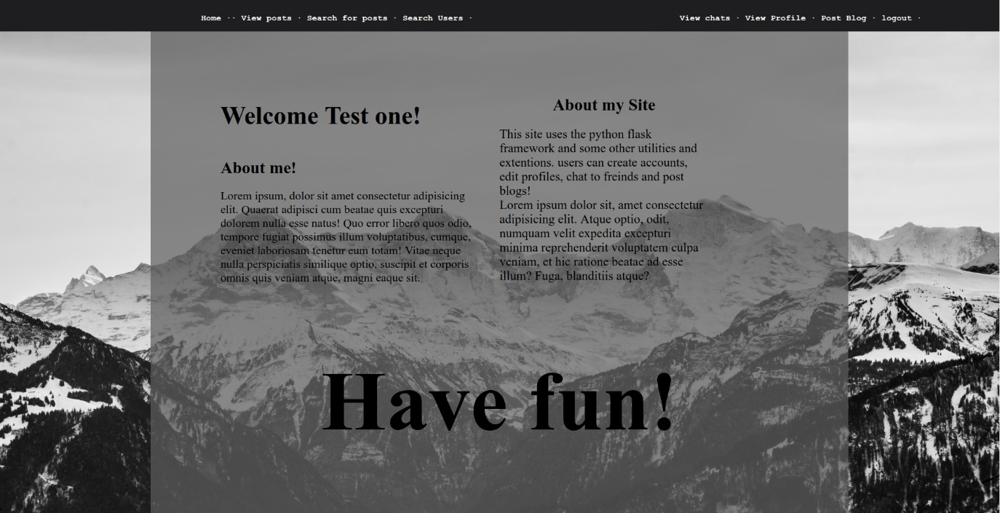 Home ·· View posts · Search for posts · Search Users ·
View chats · View Profile · Post Blog · logout ·
Welcome Test one!
About me!
Lorem ipsum, dolor sit amet consectetur adipisicing
elit. Quaerat adipisci cum beatae quis excepturi
dolorem nulla esse natus! Quo error libero quos odio,
tempore fugiat possimus illum voluptatibus, cumque,
eveniet laboriosam tenetur eum totam! Vitae neque
nulla perspiciatis similique optio, suscipit et corporis
omnis quis veniam atque, magni eaque sit.
About my Site
This site uses the python flask
framework and some other utilities and
extentions. users can create accounts,
edit profiles, chat to freinds and post
blogs!
Lorem ipsum dolor sit, amet consectetur
adipisicing elit. Atque optio, odit,
numquam velit expedita excepturi
minima reprehenderit voluptatem culpa
veniam, et hic ratione beatae ad esse
illum? Fuga, blanditiis atque?
Have fun!